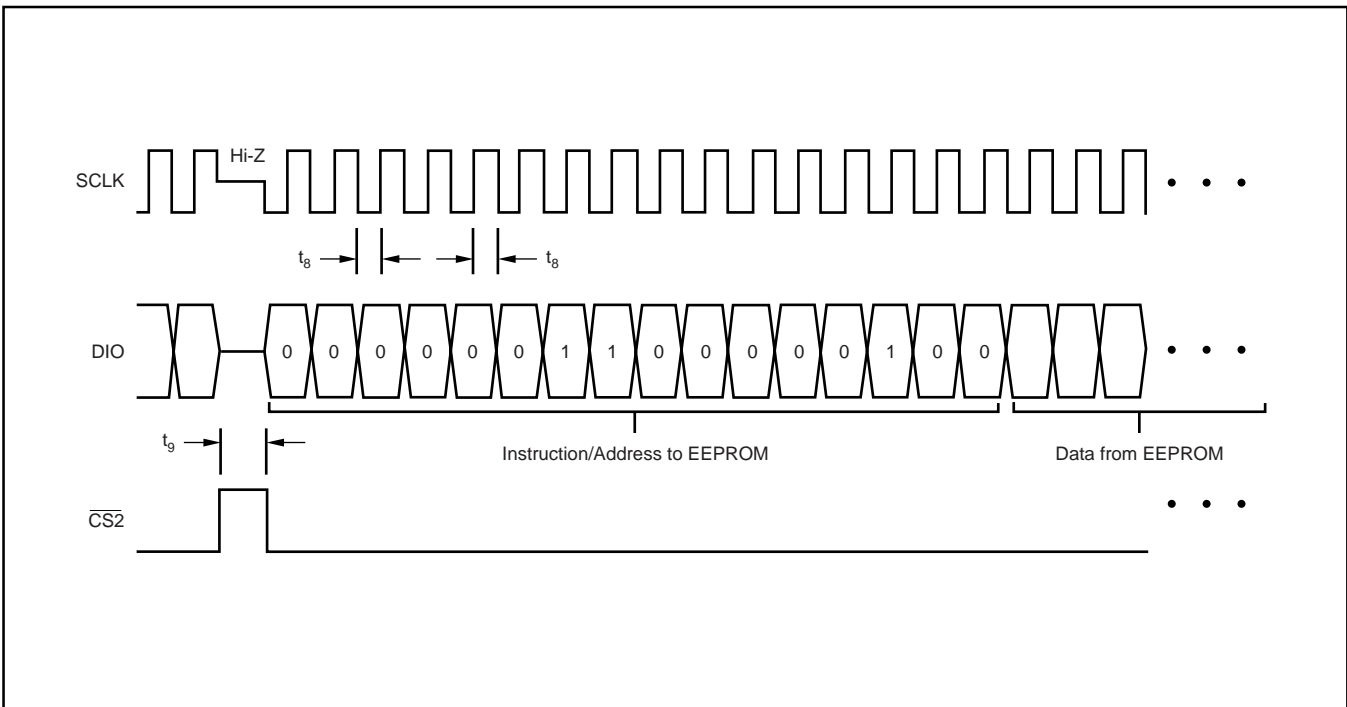 Hi-Z
SCLK
t8 t8
DIO 0 0 0 0 0 0 1 1 0 0 0 0 0 1 0 0
t9
Instruction/Address to EEPROM Data from EEPROM
CS2